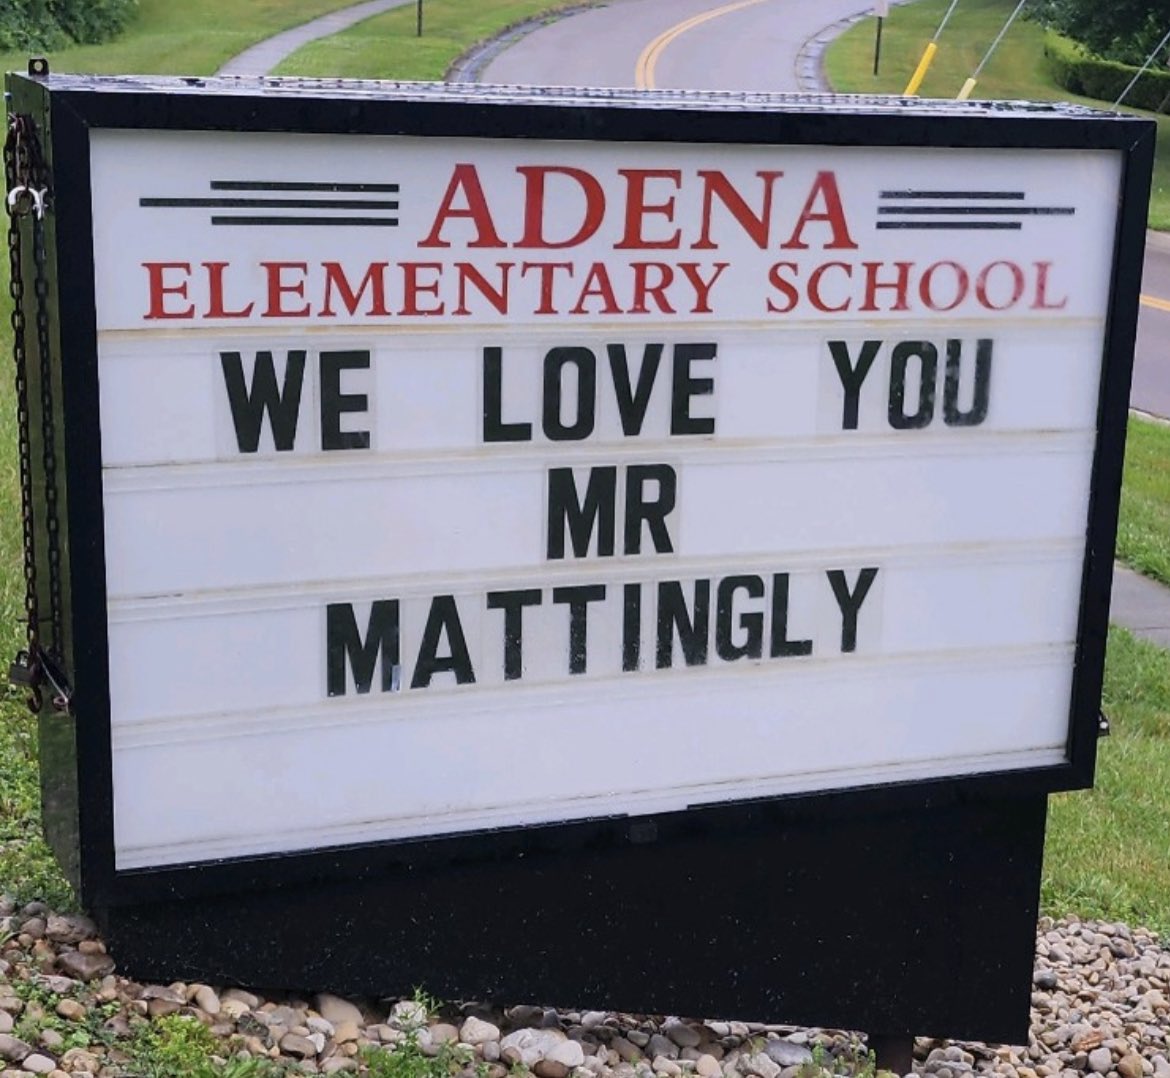 ADENA
ELEMENTARY SCHOOL
WE LOVE YOU
MR
MATTINGLY